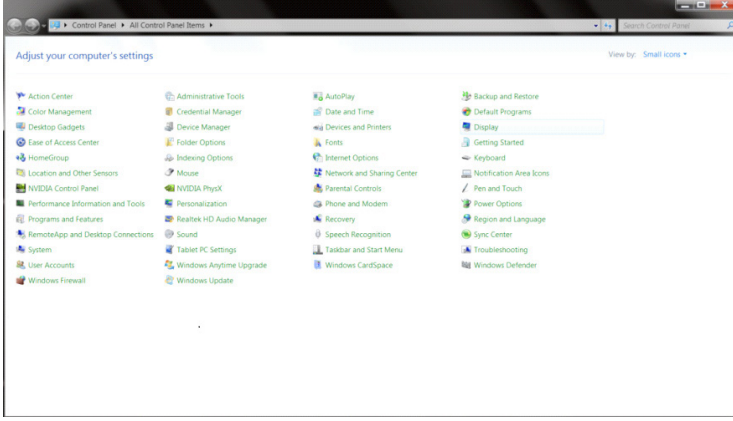 Control Panel All Control Panel Items
Search Control Panel
Adjust your computer's settings
View by: Small icons
Action Center Administrative Tools AutoPlay Backup and Restore
Color Management Credential Manager Date and Time Default Programs
Desktop Gadgets Device Manager Devices and Printers Display
Ease of Access Center Folder Options Fonts Getting Started
HomeGroup Indexing Options Internet Options Keyboard
Location and Other Sensors Mouse Network and Sharing Center Notification Area Icons
NVIDIA Control Panel NVIDIA PhysX Parental Controls Pen and Touch
Performance Information and Tools Personalization Phone and Modem Power Options
Programs and Features Realtek HD Audio Manager Recovery Region and Language
RemoteApp and Desktop Connections Sound Speech Recognition Sync Center
System Tablet PC Settings Taskbar and Start Menu Troubleshooting
User Accounts Windows Anytime Upgrade Windows CardSpace Windows Defender
Windows Firewall Windows Update